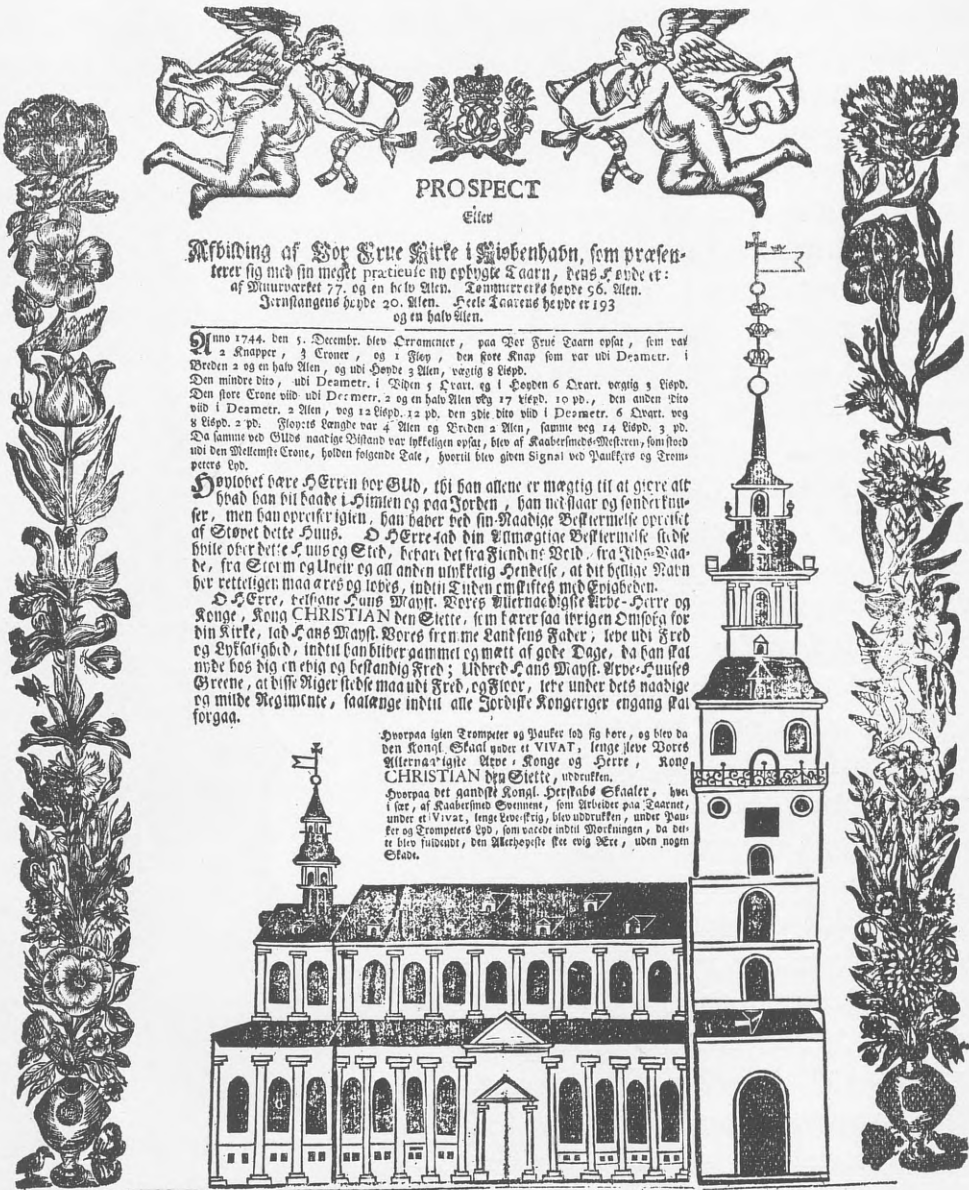 PROSPECT
Eller
Afbilding af Vor Frue Kirke i Kiøbenhavn, som præsen-
terer sig med sin meget prætieuse ny opbygte Taarn, dens Høyde er:
af Muurværket 77. og en halv Alen. Tømmerverks høyde 96. Alen.
Jernstangens høyde 20. Alen. Heele Taarens høyde er 193
og en halv Alen.
Anno 1744. den 5. Decembr. blev Orramenter, paa Vor Frue Taarn opsat, som var
2 Knapper, 3 Croner, og 1 Fløy, den store Knap som var udi Deametr. i
Breden 2 og en halv Alen, og udi Høyde 3 Alen, vægtig 8 Lispd.
Den mindre dito, udi Deametr. i Viden 5 Qvart. og i Høyden 6 Qvart. vægtig 3 Lispd.
Den store Crone viid udi Decmetr. 2 og en halv Alen veg 17 Lispd. 10 pd., den anden dito
viid i Deametr. 2 Alen, vog 12 Lispd. 12 pd. den 3die dito viid i Deametr. 6 Qvart. vog
8 Lispd. 2 pd. Fløyets Længde var 4 Alen og Breden 2 Alen, samme vog 14 Lispd. 3 pd.
Da samme ved GUds naadige Bistand var lykkeligen opsat, blev af Kaabersmeds-Mesteren, som stoed
udi den Mellemste Crone, holden følgende Tale, hvortil blev given Signal ved Paukkers og Trom-
peters Lyd.
Høylovet være HErren vor GUd, thi han allene er mægtig til at giøre alt
hvad han vil baade i Himlen og paa Jorden, han nedslaar og sønderknu-
ser, men han opreiser igien, han haver ved sin Naadige Beskiermelse opreiset
af Støvet dette Huus. O HErre lad din Allmægtige Beskiermelse stedse
hvile over dette Huus og Sted, bevare det fra Fiendens Vold, fra Ilds-Vaa-
de, fra Storm og Uveir og all anden ulykkelig Hendelse, at dit hellige Navn
her retteligen maa æres og loves, indtil Tiden omskiftes med Evigheden.
O HErre, velsigne Hans Mayst. Vores Allernaadigste Arve-Herre og
Konge, Kong CHRISTIAN den Siette, som bærer saa ivrigen Omsorg for
din Kirke, lad Hans Mayst. Vores fromme Landsens Fader, leve udi Fred
og Lyksalighed, indtil han bliver gammel og mætt af gode Dage, da han skal
nyde hos dig en evig og bestandig Fred; Udbred Hans Mayst. Arve-Huuses
Greene, at disse Riger stedse maa udi Fred, og Floor, leve under dets naadige
og milde Regimente, saalænge indtil alle Jordiske Kongeriger engang skal
forgaa.
Hvorpaa igien Trompeter og Pauker lod sig høre, og blev da
den Kongl. Skaal under et VIVAT, lenge leve Vores
Allernaadigste Arve-Konge og Herre, Kong
CHRISTIAN den Siette, uddrukken.
Hvorpaa det gandske Kongl. Herskabs Skaaler, hver
i sær, af Kaabersmed Svennene, som Arbeider paa Taarnet,
under et Vivat, lenge Leve-skrig, blev uddrukken, under Pau-
ker og Trompeters Lyd, som varede indtil Mørkningen, da det-
te blev fuldendt, den Allerhøyeste skee evig Ære, uden nogen
Skade.